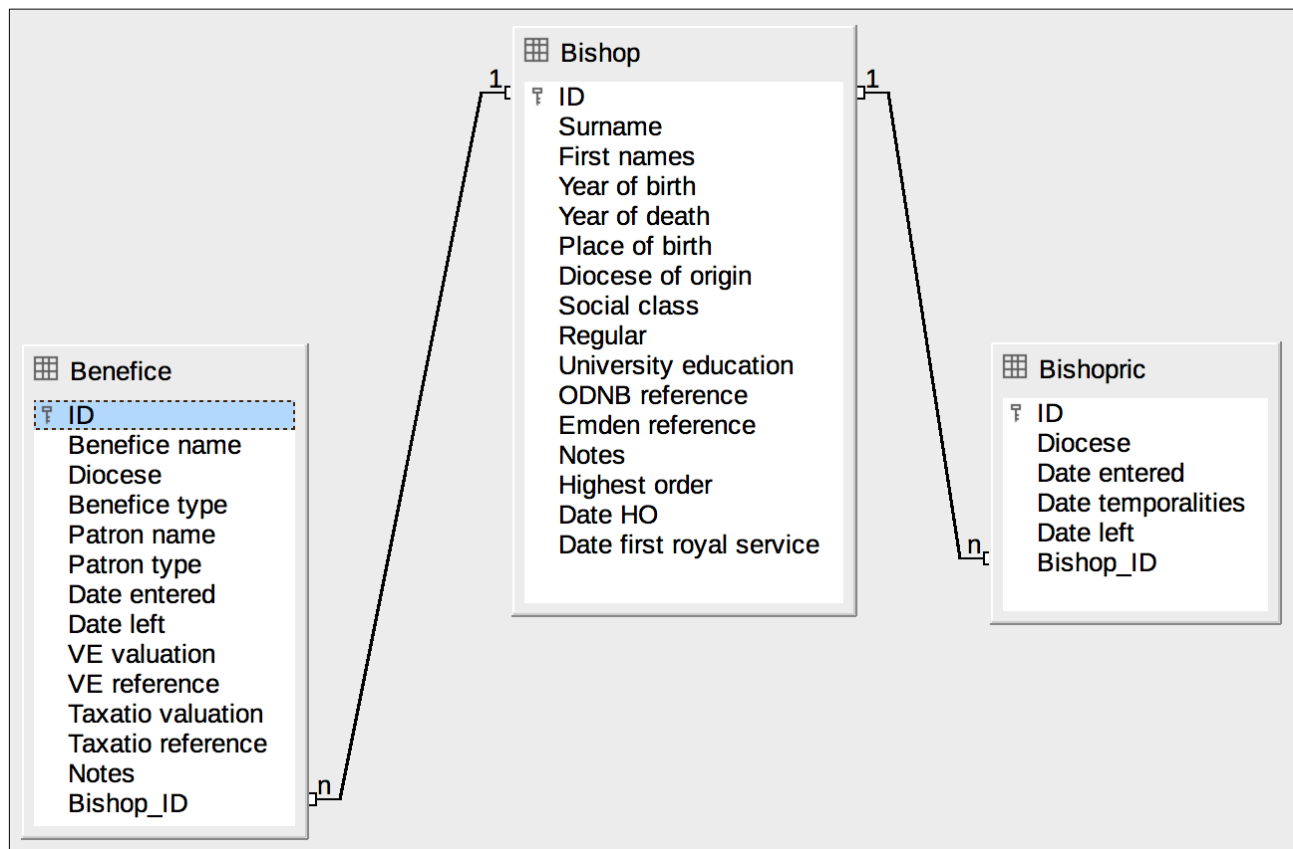 Bishop
ID
Surname
First names
Year of birth
Year of death
Place of birth
Diocese of origin
Social class
Regular
University education
ODNB reference
Emden reference
Notes
Highest order
Date HO
Date first royal service
1
1
Benefice
ID
Benefice name
Diocese
Benefice type
Patron name
Patron type
Date entered
Date left
VE valuation
VE reference
Taxatio valuation
Taxatio reference
Notes
Bishop_ID
n
Bishopric
ID
Diocese
Date entered
Date temporalities
Date left
Bishop_ID
n